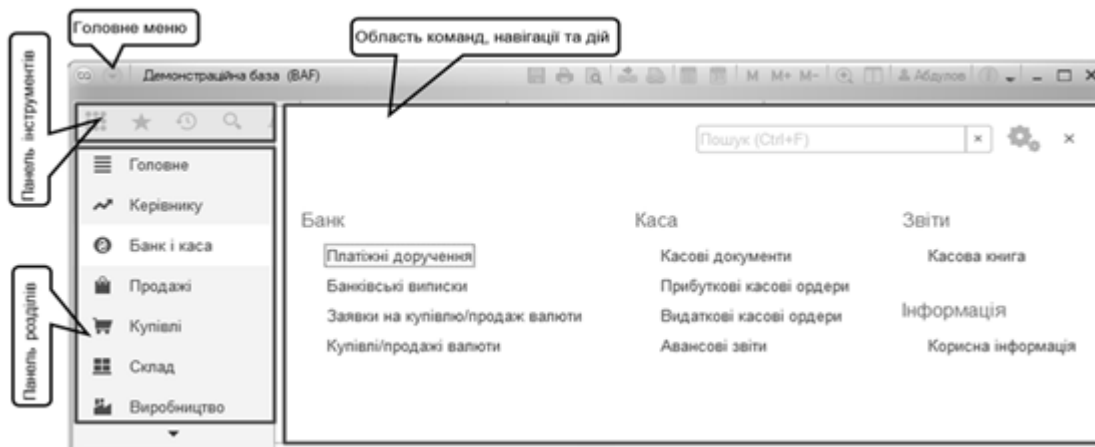 Головне меню
Область команд, навігації та дій
Панель інструментів
Демонстраційна база (BAF)
M M+ M-
Абдулов
Пошук (Ctrl+F)
Панель розділів
Головне
Керівнику
Банк і каса
Продажі
Купівлі
Склад
Виробництво
Банк
Платіжні доручення
Банківські виписки
Заявки на купівлю/продаж валюти
Купівлі/продажі валюти
Каса
Касові документи
Прибуткові касові ордери
Видаткові касові ордери
Авансові звіти
Звіти
Касова книга
Інформація
Корисна інформація